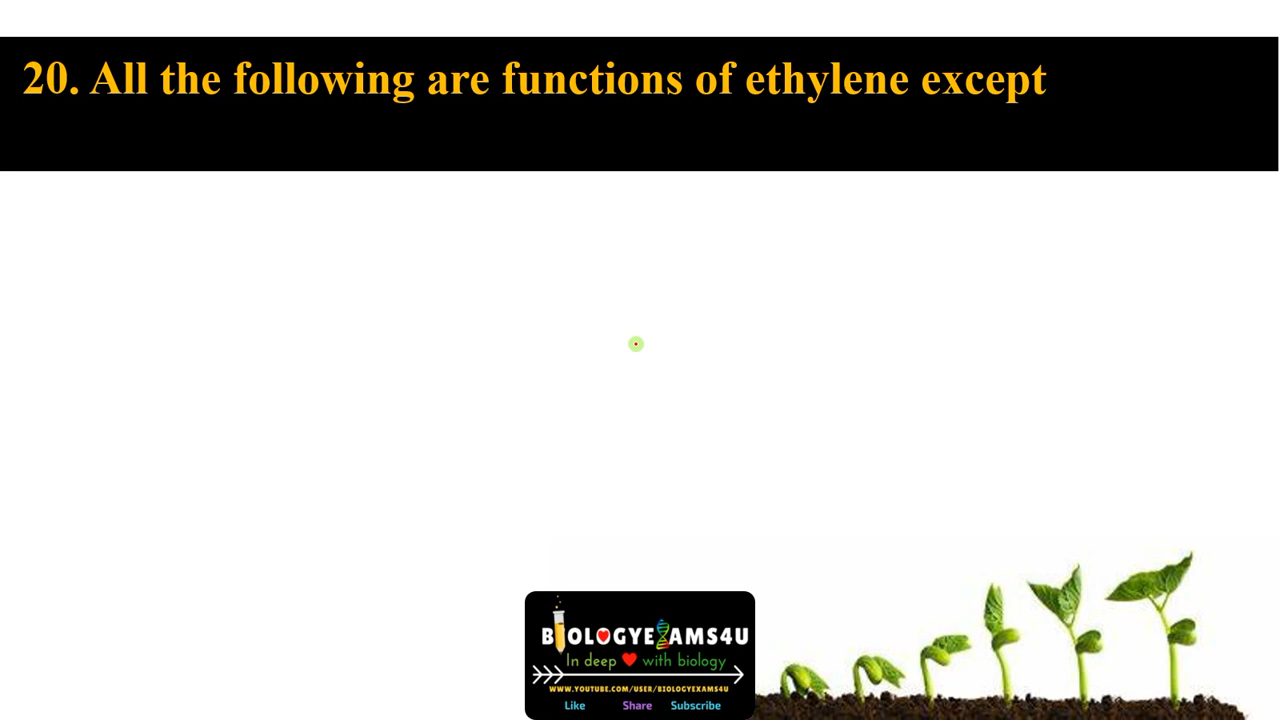 20. All the following are functions of ethylene except
BIOLOGYEXAMS4U
In deep ❤ with biology
WWW.YOUTUBE.COM/USER/BIOLOGYEXAMS4U
Like Share Subscribe